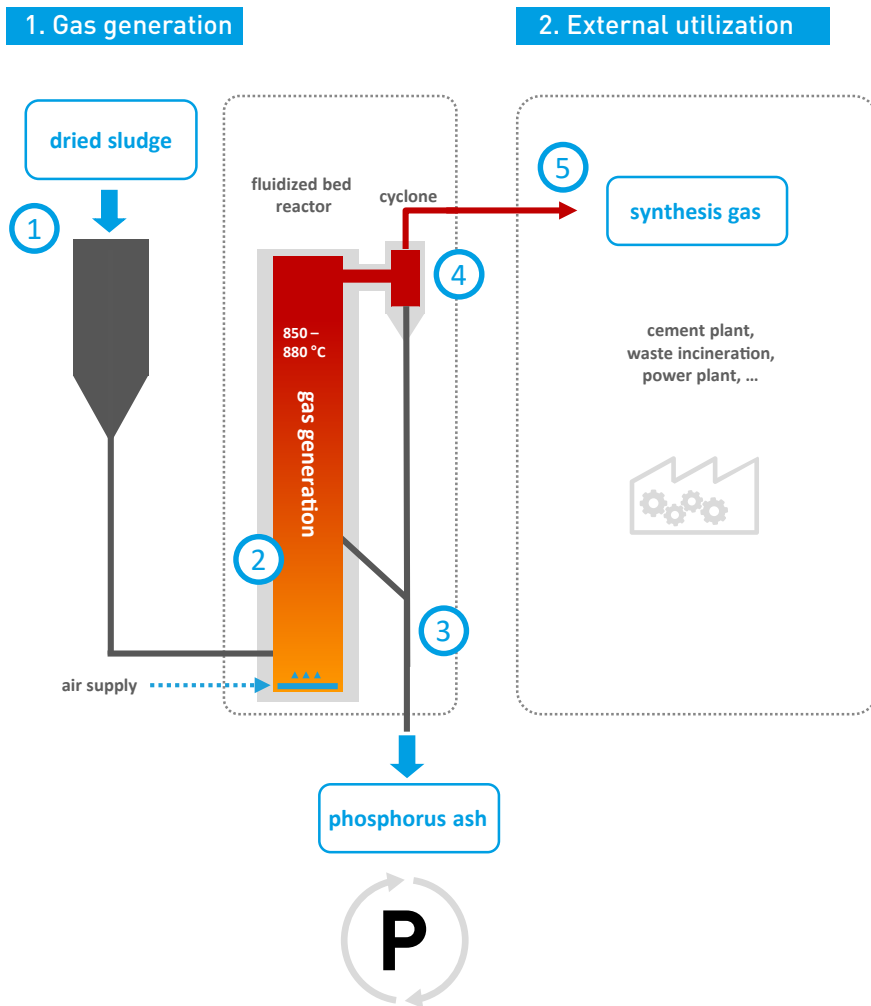 1. Gas generation
2. External utilization
dried sludge
1
fluidized bed
reactor
cyclone
5
synthesis gas
4
850 –
880 °C
gas generation
cement plant,
waste incineration,
power plant, ...
2
3
air supply
phosphorus ash
P